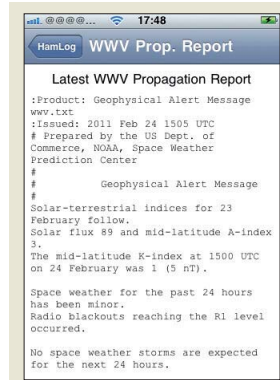 @@@@... 17:48
HamLog WWV Prop. Report
Latest WWV Propagation Report
:Product: Geophysical Alert Message
wwv.txt
:Issued: 2011 Feb 24 1505 UTC
# Prepared by the US Dept. of
Commerce, NOAA, Space Weather
Prediction Center
#
# Geophysical Alert Message
#
Solar-terrestrial indices for 23
February follow.
Solar flux 89 and mid-latitude A-index
3.
The mid-latitude K-index at 1500 UTC
on 24 February was 1 (5 nT).
Space weather for the past 24 hours
has been minor.
Radio blackouts reaching the R1 level
occurred.
No space weather storms are expected
for the next 24 hours.